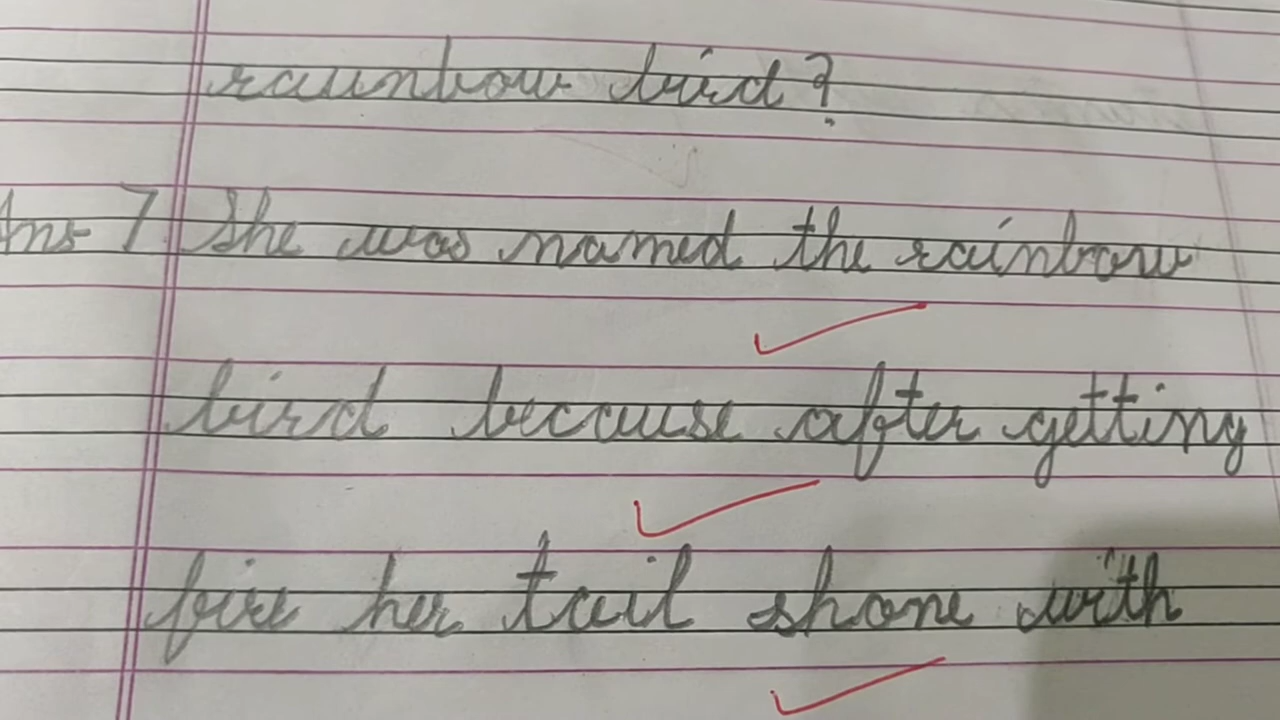 rainbow bird?
Ans 7 She was named the rainbow
bird because after getting
fire her tail shone with